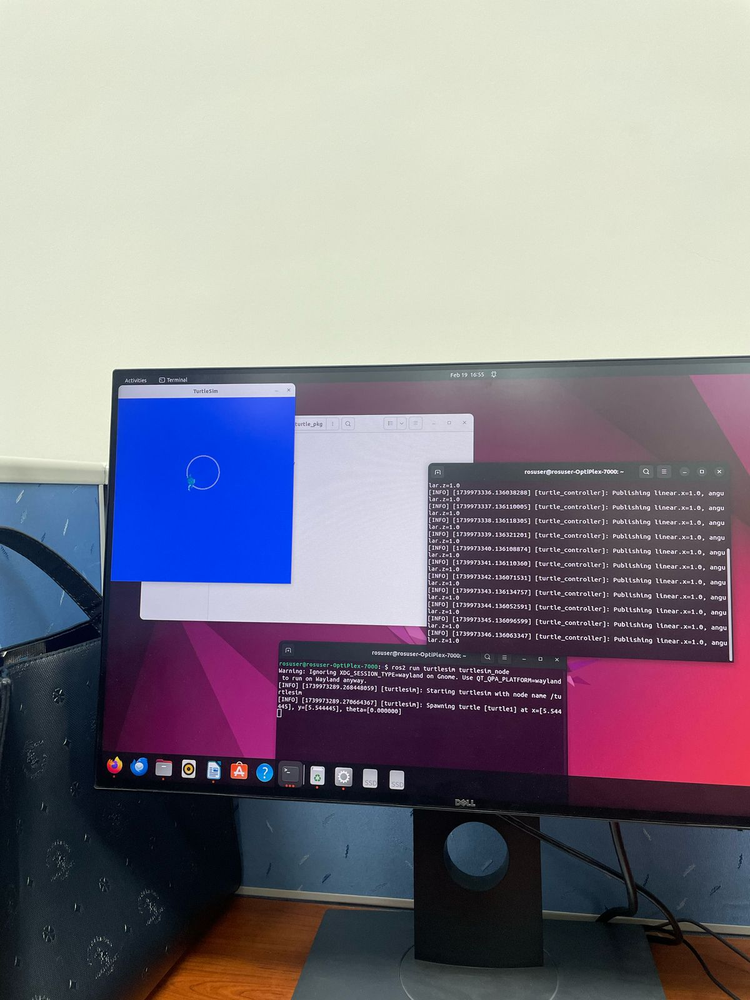 Activities
Terminal
Feb 19 16:55
TurtleSim
turtle_pkg
rosuser@rosuser-OptiPlex-7000: ~
lar.z=1.0
[INFO] [1739973336.136038288] [turtle_controller]: Publishing linear.x=1.0, angu
lar.z=1.0
[INFO] [1739973337.136110005] [turtle_controller]: Publishing linear.x=1.0, angu
lar.z=1.0
[INFO] [1739973338.136118305] [turtle_controller]: Publishing linear.x=1.0, angu
lar.z=1.0
[INFO] [1739973339.136321201] [turtle_controller]: Publishing linear.x=1.0, angu
lar.z=1.0
[INFO] [1739973340.136108874] [turtle_controller]: Publishing linear.x=1.0, angu
lar.z=1.0
[INFO] [1739973341.136110360] [turtle_controller]: Publishing linear.x=1.0, angu
lar.z=1.0
[INFO] [1739973342.136071531] [turtle_controller]: Publishing linear.x=1.0, angu
lar.z=1.0
[INFO] [1739973343.136134757] [turtle_controller]: Publishing linear.x=1.0, angu
lar.z=1.0
[INFO] [1739973344.136052591] [turtle_controller]: Publishing linear.x=1.0, angu
lar.z=1.0
[INFO] [1739973345.136096599] [turtle_controller]: Publishing linear.x=1.0, angu
lar.z=1.0
[INFO] [1739973346.136063347] [turtle_controller]: Publishing linear.x=1.0, angu
lar.z=1.0
rosuser@rosuser-OptiPlex-7000: ~
rosuser@rosuser-OptiPlex-7000:~$ ros2 run turtlesim turtlesim_node
Warning: Ignoring XDG_SESSION_TYPE=wayland on Gnome. Use QT_QPA_PLATFORM=wayland
to run on Wayland anyway.
[INFO] [1739973289.268448059] [turtlesim]: Starting turtlesim with node name /tu
rtlesim
[INFO] [1739973289.270664367] [turtlesim]: Spawning turtle [turtle1] at x=[5.544
445], y=[5.544445], theta=[0.000000]
SSD
SSD
DELL